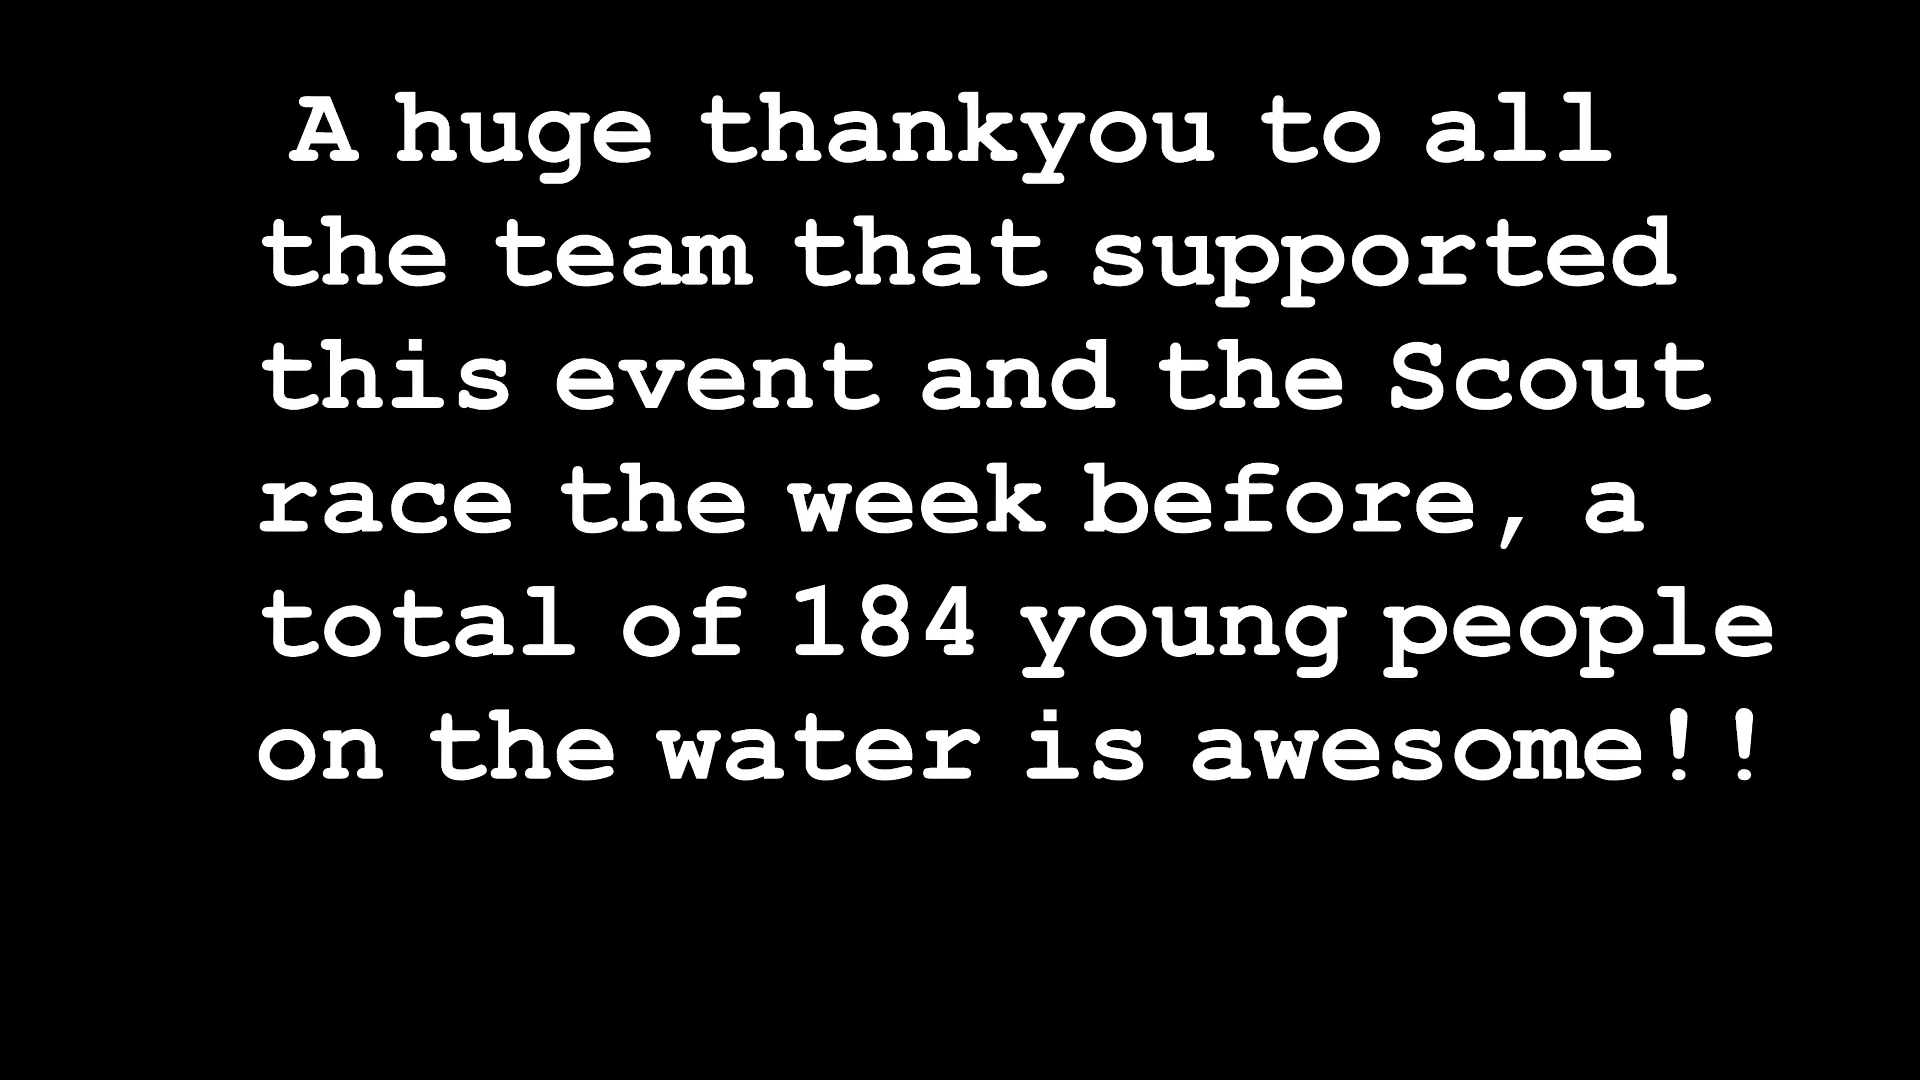 A huge thankyou to all
the team that supported
this event and the Scout
race the week before, a
total of 184 young people
on the water is awesome!!